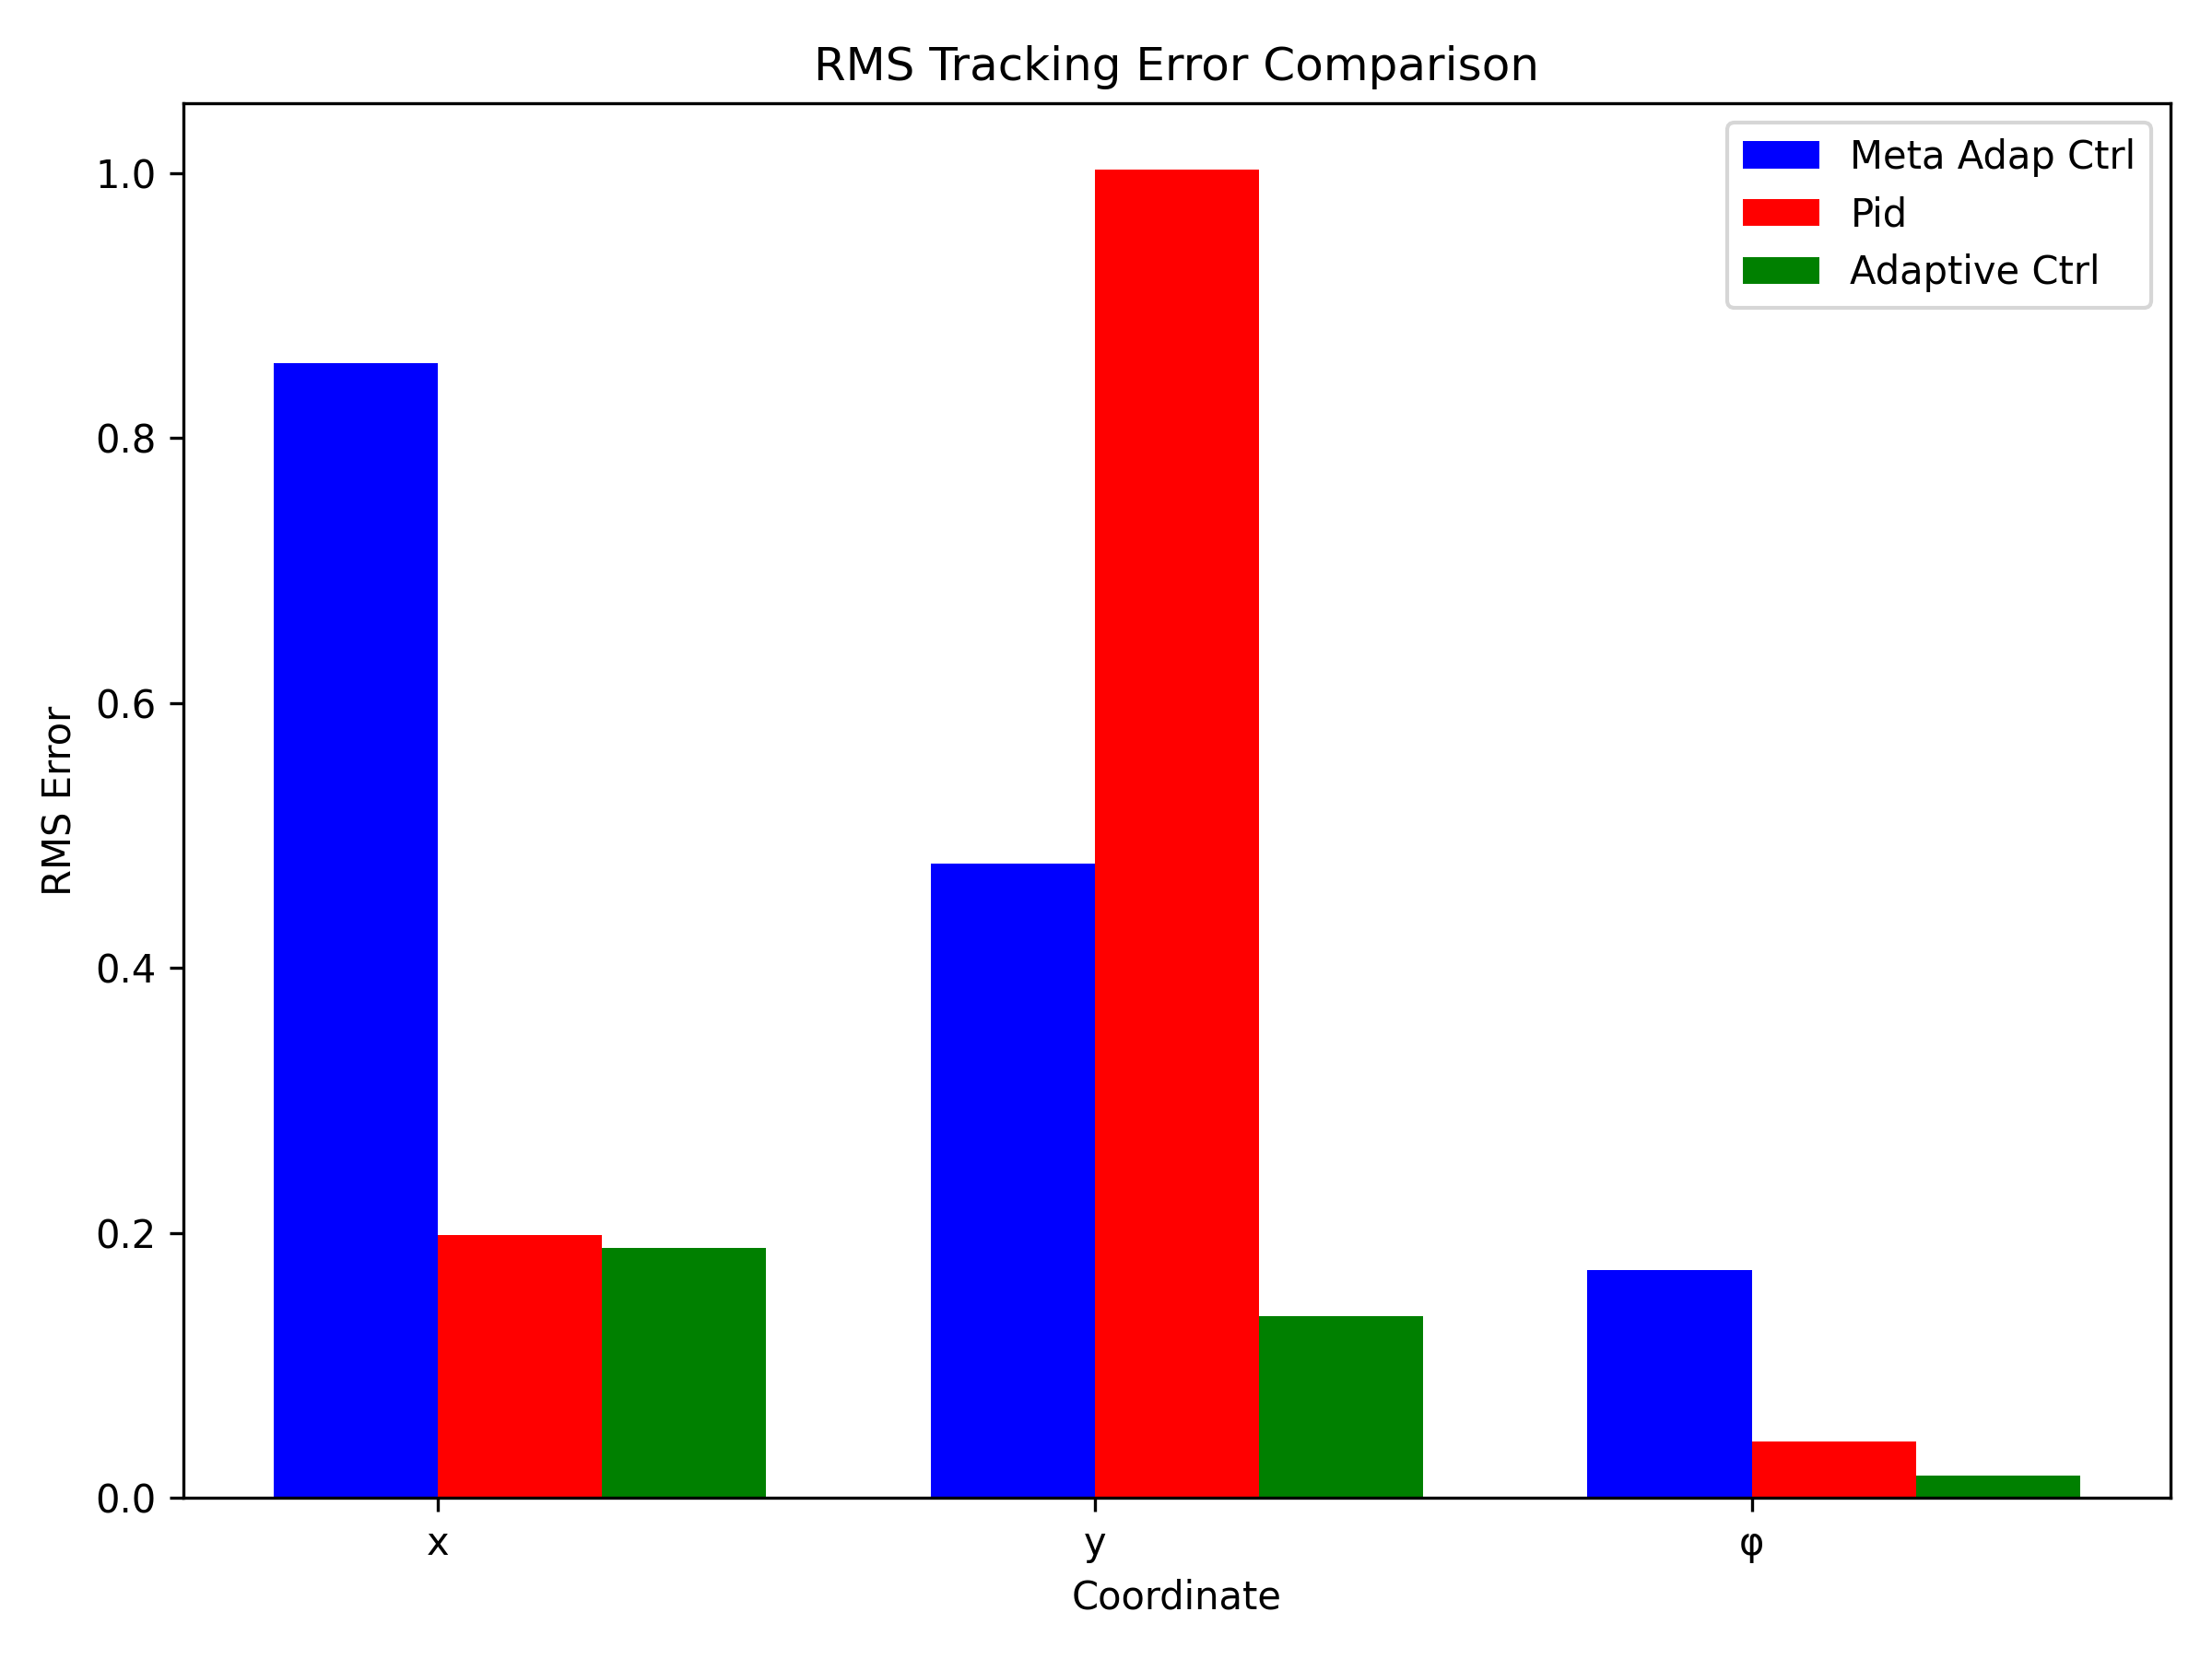 RMS Tracking Error Comparison
Meta Adap Ctrl
Pid
Adaptive Ctrl
RMS Error
1.0
0.8
0.6
0.4
0.2
0.0
x
y
φ
Coordinate